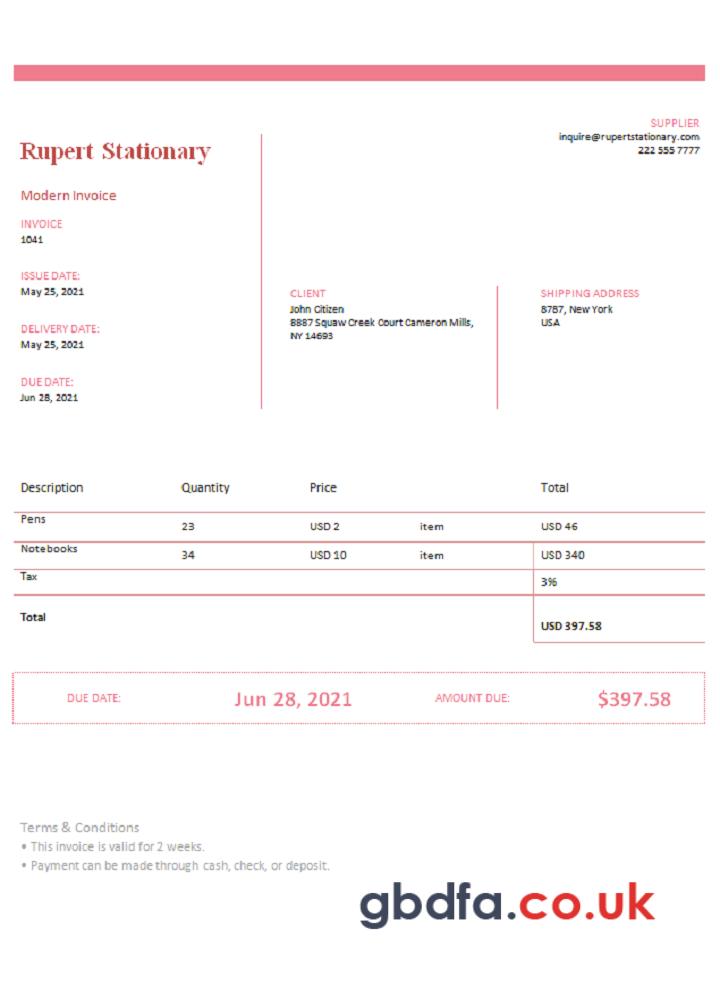 SUPPLIER
inquire@rupertstationary.com
222 555 7777
Rupert Stationary
Modern Invoice
INVOICE
1041
ISSUE DATE:
May 25, 2021
DELIVERY DATE:
May 25, 2021
DUE DATE:
Jun 28, 2021
CLIENT
John Citizen
8887 Squaw Creek Court Cameron Mills,
NY 14693
SHIPPING ADDRESS
8787, New York
USA
Description Quantity Price Total
Pens 23 USD 2 item USD 46
Notebooks 34 USD 10 item USD 340
Tax 3%
Total USD 397.58
DUE DATE: Jun 28, 2021 AMOUNT DUE: $397.58
Terms & Conditions
• This invoice is valid for 2 weeks.
• Payment can be made through cash, check, or deposit.
gbdfa.co.uk